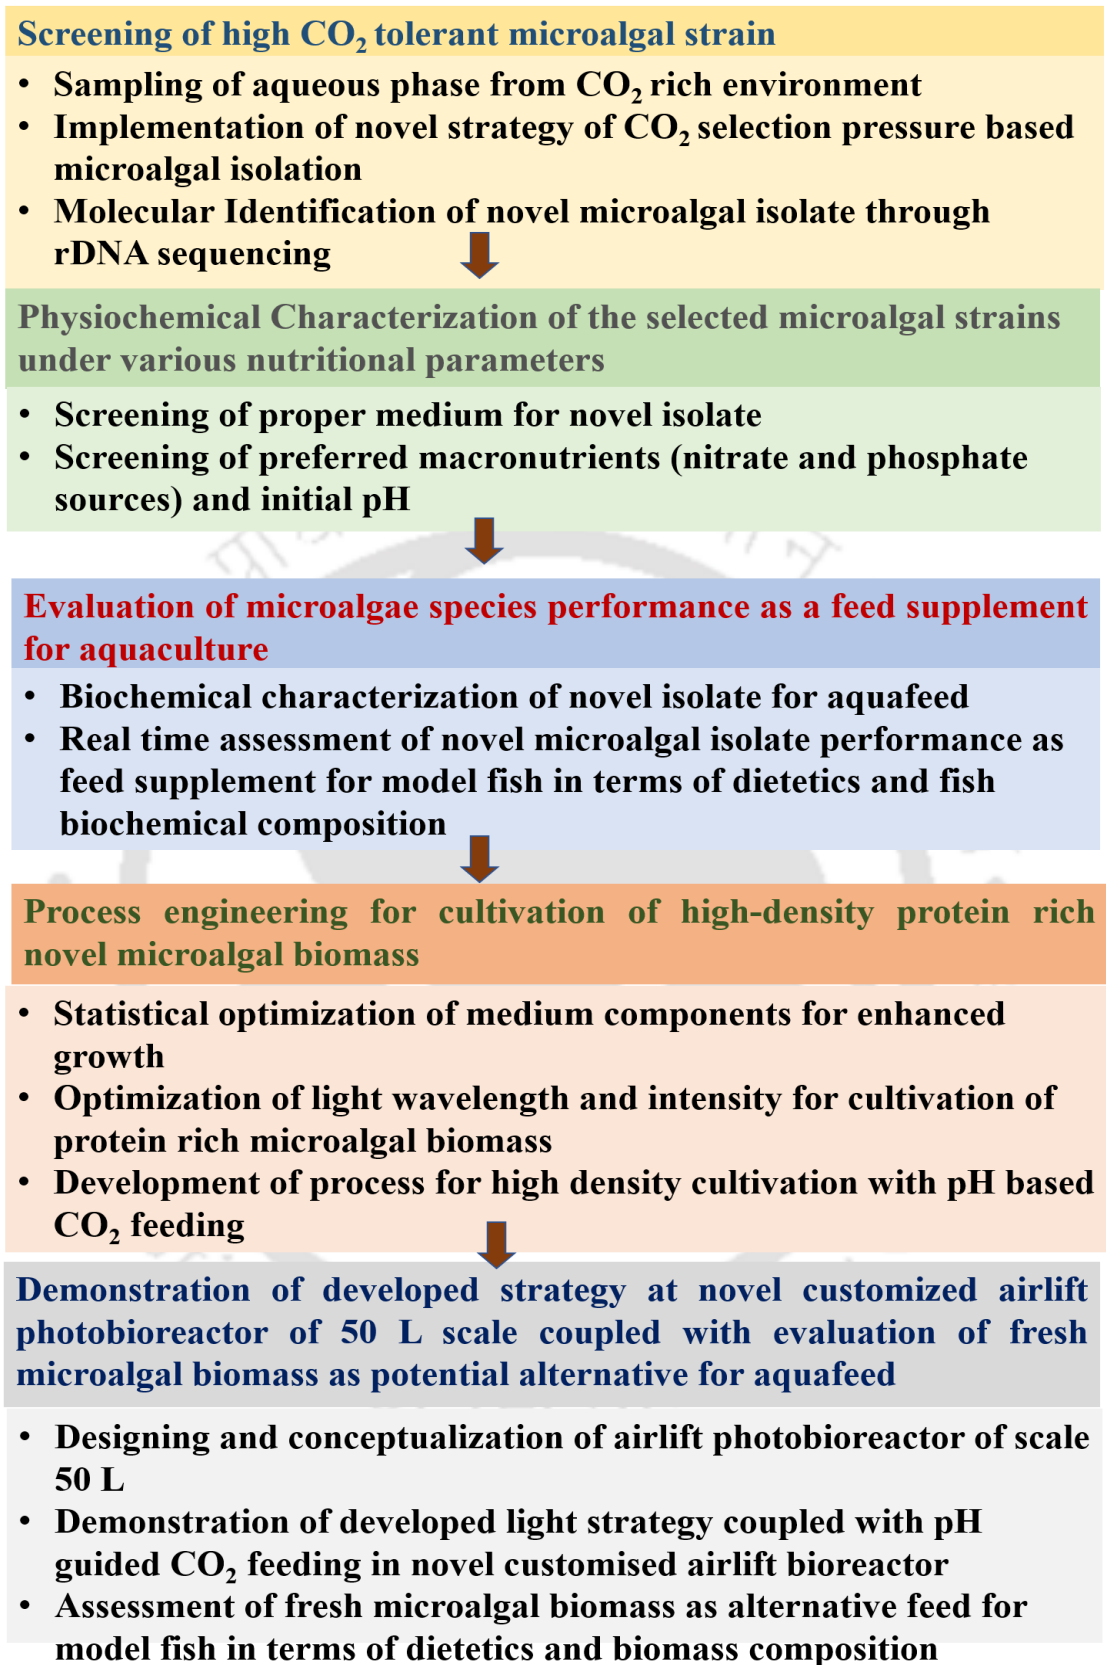 Screening of high CO₂ tolerant microalgal strain
• Sampling of aqueous phase from CO₂ rich environment
• Implementation of novel strategy of CO₂ selection pressure based
microalgal isolation
• Molecular Identification of novel microalgal isolate through
rDNA sequencing
Physiochemical Characterization of the selected microalgal strains
under various nutritional parameters
• Screening of proper medium for novel isolate
• Screening of preferred macronutrients (nitrate and phosphate
sources) and initial pH
Evaluation of microalgae species performance as a feed supplement
for aquaculture
• Biochemical characterization of novel isolate for aquafeed
• Real time assessment of novel microalgal isolate performance as
feed supplement for model fish in terms of dietetics and fish
biochemical composition
Process engineering for cultivation of high-density protein rich
novel microalgal biomass
• Statistical optimization of medium components for enhanced
growth
• Optimization of light wavelength and intensity for cultivation of
protein rich microalgal biomass
• Development of process for high density cultivation with pH based
CO₂ feeding
Demonstration of developed strategy at novel customized airlift
photobioreactor of 50 L scale coupled with evaluation of fresh
microalgal biomass as potential alternative for aquafeed
• Designing and conceptualization of airlift photobioreactor of scale
50 L
• Demonstration of developed light strategy coupled with pH
guided CO₂ feeding in novel customised airlift bioreactor
• Assessment of fresh microalgal biomass as alternative feed for
model fish in terms of dietetics and biomass composition